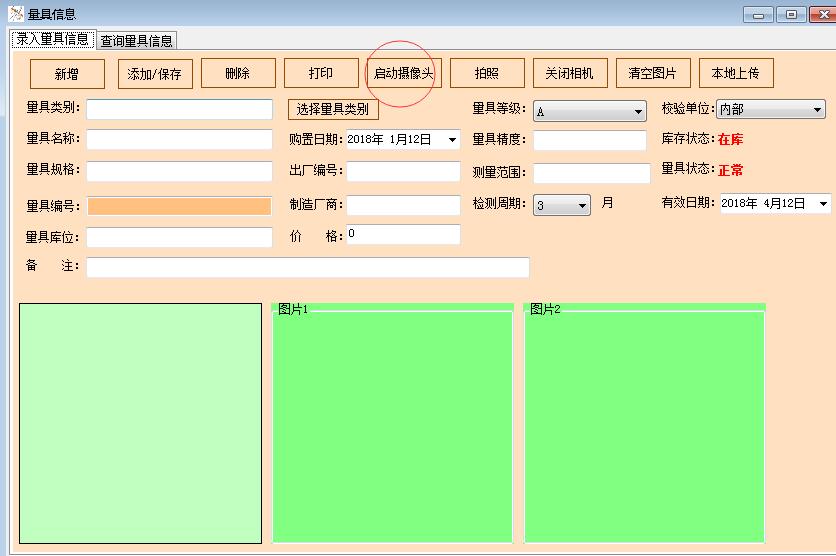 量具信息
录入量具信息 查询量具信息
新增 添加/保存 删除 打印 启动摄像头 拍照 关闭相机 清空图片 本地上传
量具类别: 选择量具类别 量具等级: A 校验单位: 内部
量具名称: 购置日期: 2018年 1月12日 量具精度: 库存状态: 在库
量具规格: 出厂编号: 测量范围: 量具状态: 正常
量具编号: 制造厂商: 检测周期: 3 月 有效日期: 2018年 4月12日
量具库位: 价 格: 0
备 注:
图片1 图片2